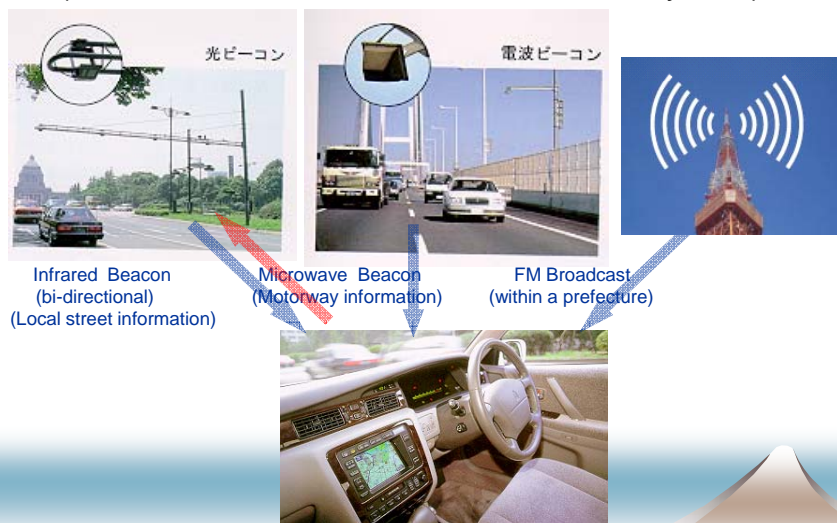 光ビーコン
電波ビーコン
Infrared Beacon
(bi-directional)
(Local street information)
Microwave Beacon
(Motorway information)
FM Broadcast
(within a prefecture)